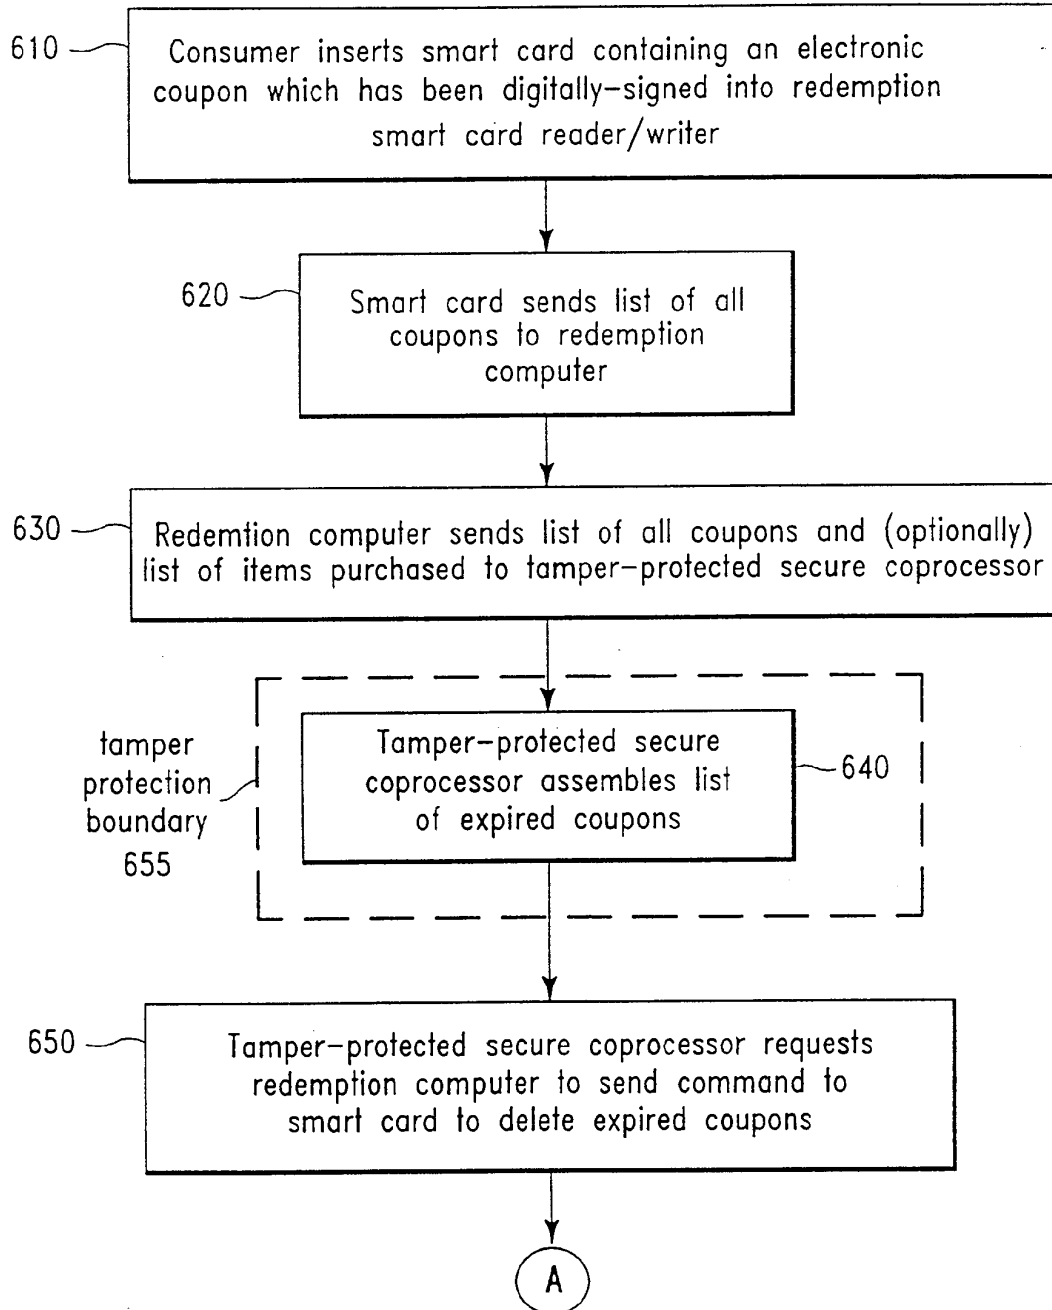 610
Consumer inserts smart card containing an electronic
coupon which has been digitally-signed into redemption
smart card reader/writer
620
Smart card sends list of all
coupons to redemption
computer
630
Redemtion computer sends list of all coupons and (optionally)
list of items purchased to tamper-protected secure coprocessor
tamper
protection
boundary
655
Tamper-protected secure
coprocessor assembles list
of expired coupons
640
650
Tamper-protected secure coprocessor requests
redemption computer to send command to
smart card to delete expired coupons
A